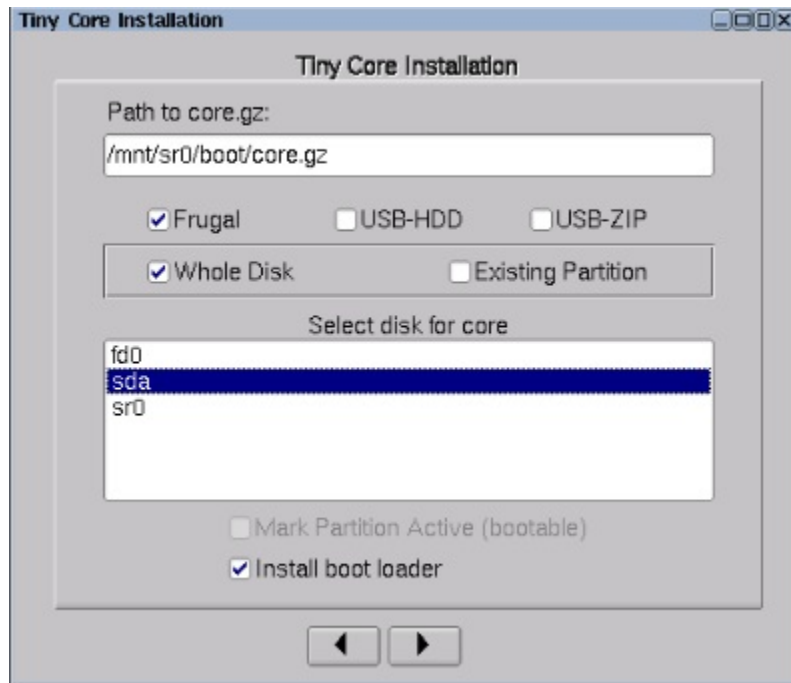 Tiny Core Installation
Tiny Core Installation
Path to core.gz:
/mnt/sr0/boot/core.gz
Frugal USB-HDD USB-ZIP
Whole Disk Existing Partition
Select disk for core
fd0
sda
sr0
Mark Partition Active (bootable)
Install boot loader